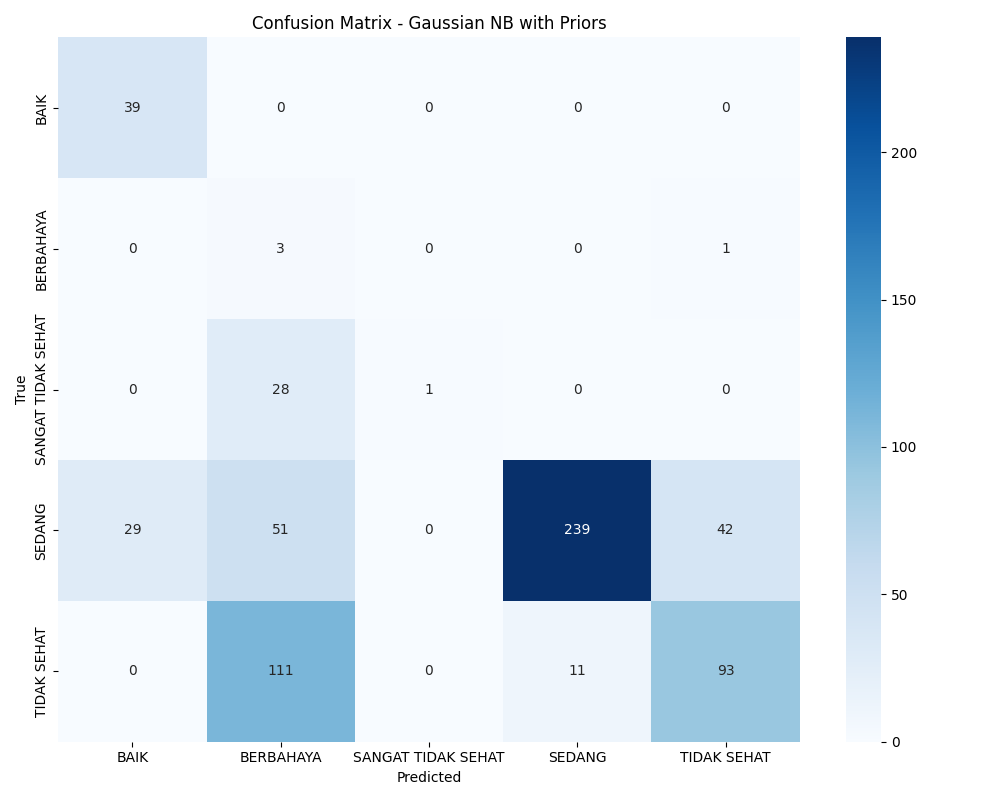 Confusion Matrix - Gaussian NB with Priors
True
BAIK
39 0 0 0 0
BERBAHAYA
0 3 0 0 1
SANGAT TIDAK SEHAT
0 28 1 0 0
SEDANG
29 51 0 239 42
TIDAK SEHAT
0 111 0 11 93
BAIK BERBAHAYA SANGAT TIDAK SEHAT SEDANG TIDAK SEHAT
Predicted
200
150
100
50
0